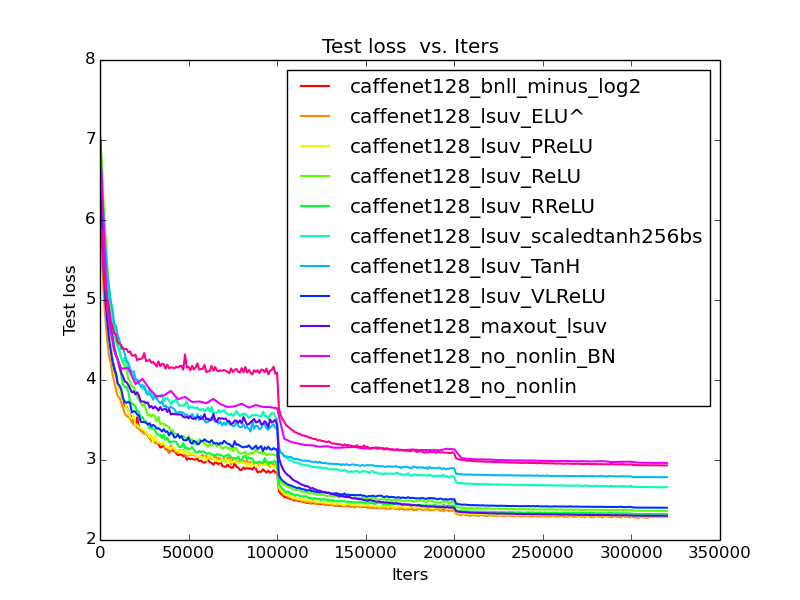 Test loss  vs. Iters
8
7
6
5
4
3
2
Test loss
caffenet128_bnll_minus_log2
caffenet128_lsuv_ELU^
caffenet128_lsuv_PReLU
caffenet128_lsuv_ReLU
caffenet128_lsuv_RReLU
caffenet128_lsuv_scaledtanh256bs
caffenet128_lsuv_TanH
caffenet128_lsuv_VLReLU
caffenet128_maxout_lsuv
caffenet128_no_nonlin_BN
caffenet128_no_nonlin
0 50000 100000 150000 200000 250000 300000 350000
Iters